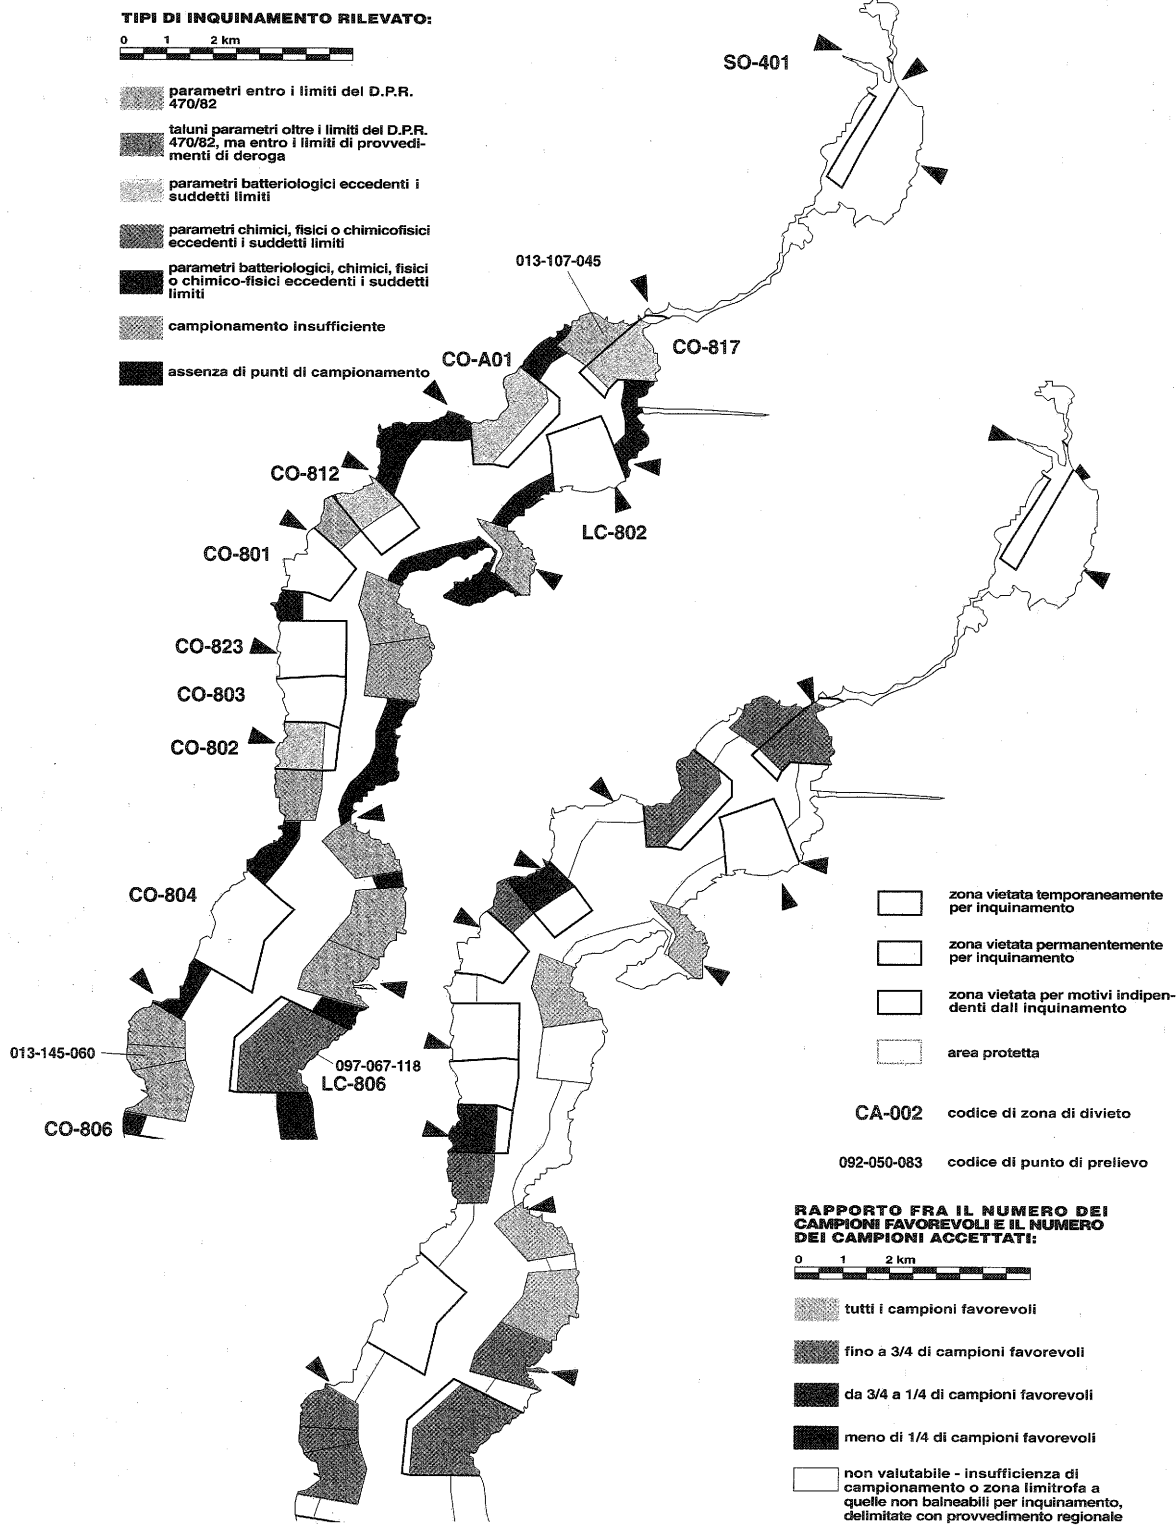 TIPI DI INQUINAMENTO RILEVATO:
0 1 2 km
parametri entro i limiti del D.P.R.
470/82
taluni parametri oltre i limiti del D.P.R.
470/82, ma entro i limiti di provvedi-
menti di deroga
parametri batteriologici eccedenti i
suddetti limiti
parametri chimici, fisici o chimicofisici
eccedenti i suddetti limiti
parametri batteriologici, chimici, fisici
o chimico-fisici eccedenti i suddetti
limiti
campionamento insufficiente
assenza di punti di campionamento
SO-401
013-107-045
CO-817
CO-A01
CO-812
LC-802
CO-801
CO-823
CO-803
CO-802
CO-804
013-145-060
097-067-118
LC-806
CO-806
zona vietata temporaneamente
per inquinamento
zona vietata permanentemente
per inquinamento
zona vietata per motivi indipen-
denti dall inquinamento
area protetta
CA-002 codice di zona di divieto
092-050-083 codice di punto di prelievo
RAPPORTO FRA IL NUMERO DEI
CAMPIONI FAVOREVOLI E IL NUMERO
DEI CAMPIONI ACCETTATI:
0 1 2 km
tutti i campioni favorevoli
fino a 3/4 di campioni favorevoli
da 3/4 a 1/4 di campioni favorevoli
meno di 1/4 di campioni favorevoli
non valutabile - insufficienza di
campionamento o zona limitrofa a
quelle non balneabili per inquinamento,
delimitate con provvedimento regionale